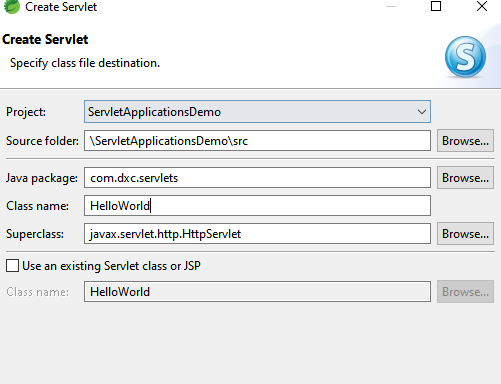 Create Servlet
Create Servlet
Specify class file destination.
S
Project: ServletApplicationsDemo
Source folder: \ServletApplicationsDemo\src Browse...
Java package: com.dxc.servlets Browse...
Class name: HelloWorld
Superclass: javax.servlet.http.HttpServlet Browse...
Use an existing Servlet class or JSP
Class name: HelloWorld Browse...